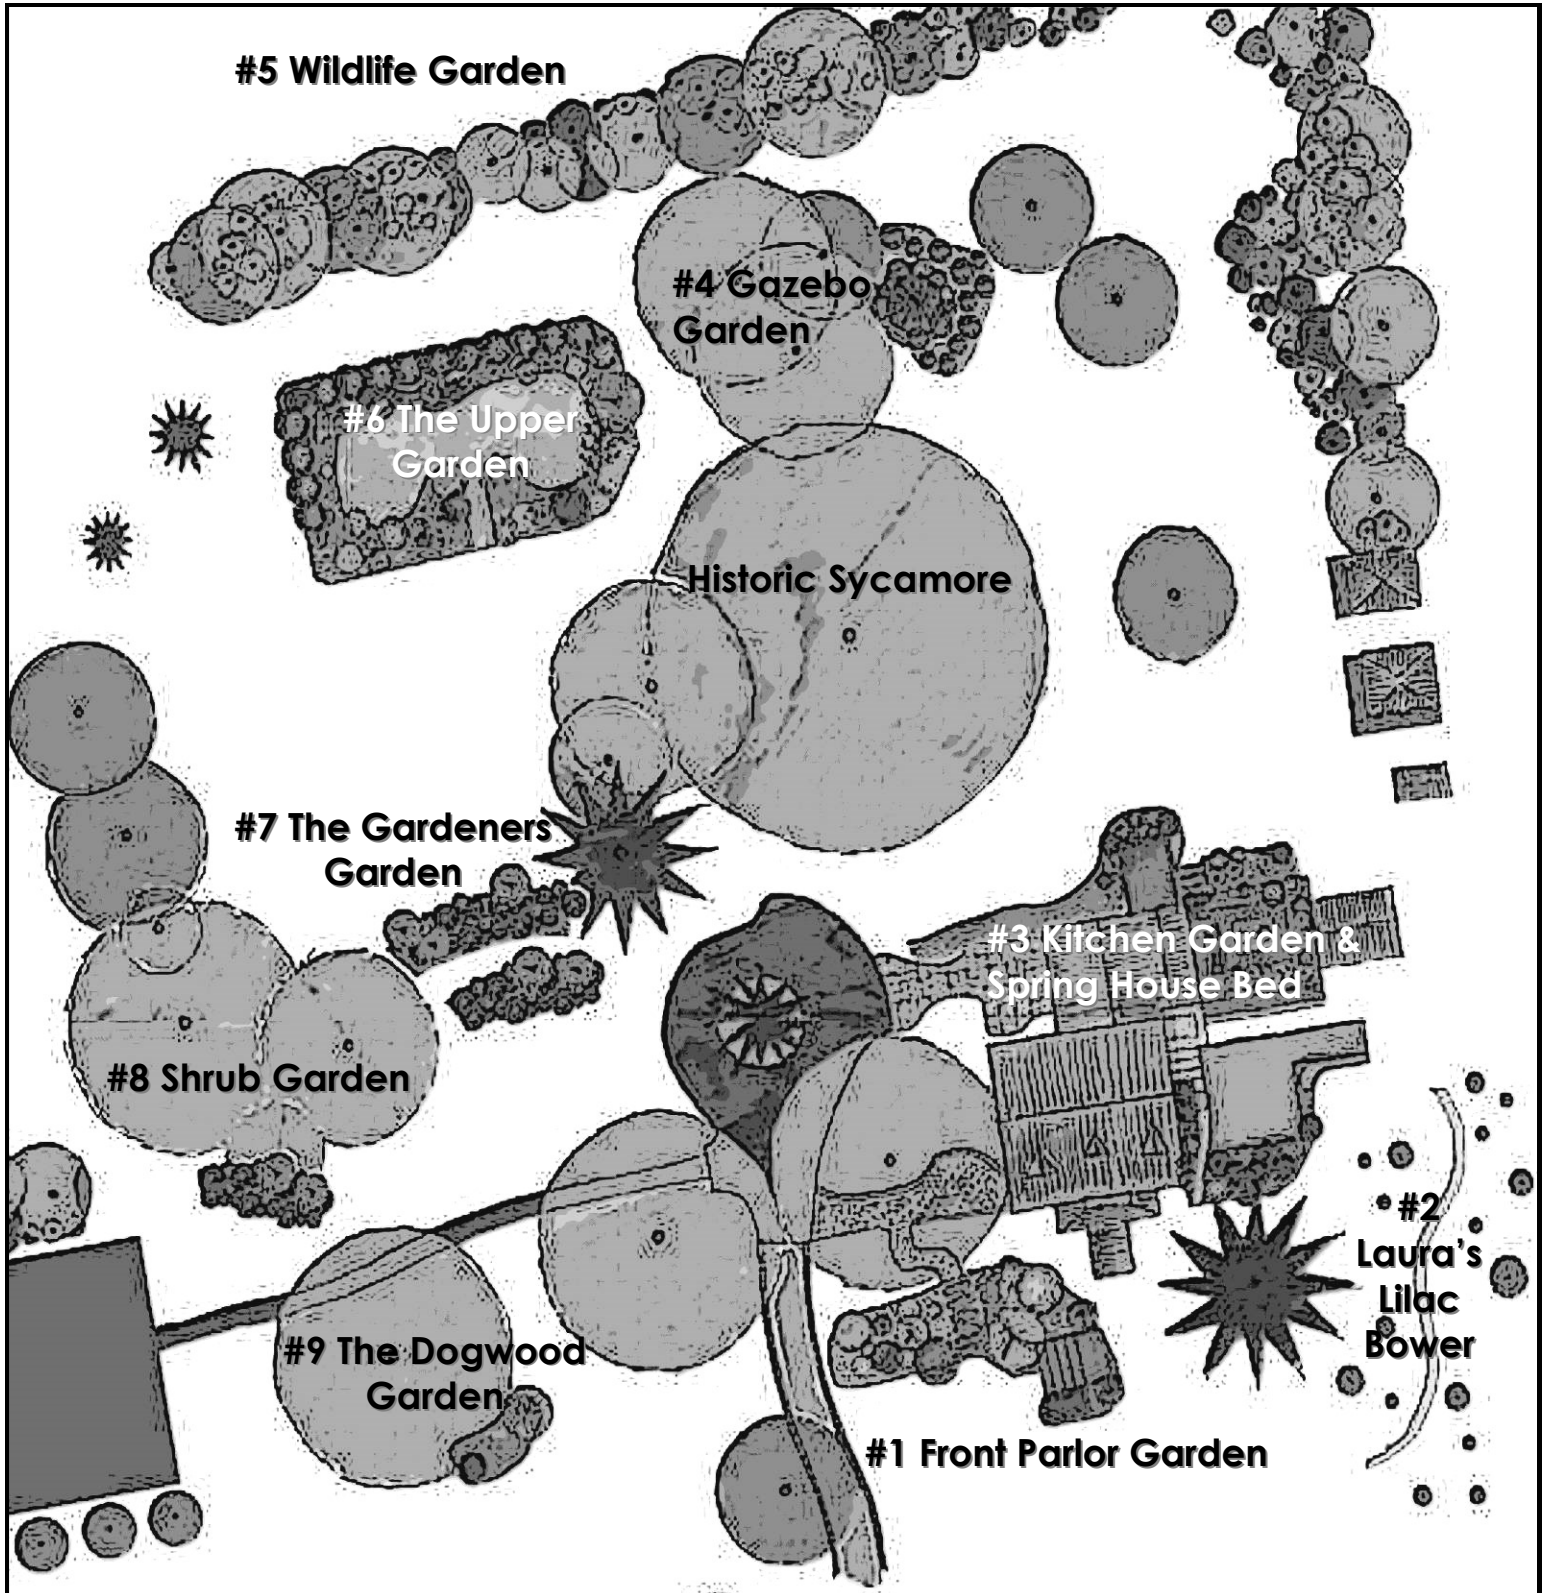 #5 Wildlife Garden
#4 Gazebo
Garden
#6 The Upper
Garden
Historic Sycamore
#7 The Gardeners
Garden
#3 Kitchen Garden &
Spring House Bed
#8 Shrub Garden
#2
Laura's
Lilac
Bower
#9 The Dogwood
Garden
#1 Front Parlor Garden